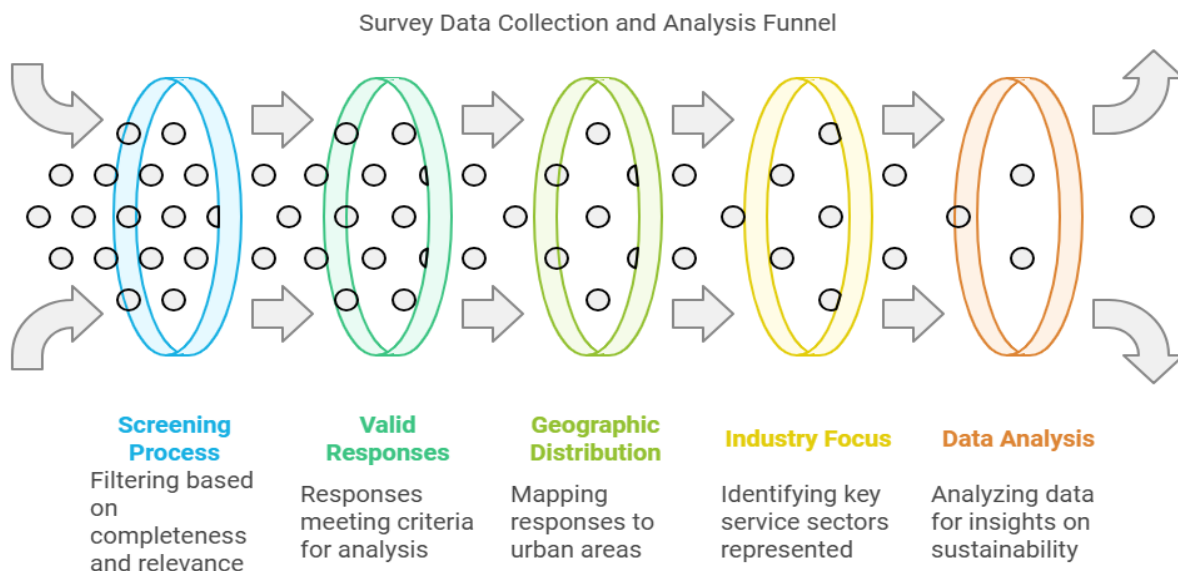 Survey Data Collection and Analysis Funnel
Screening
Process
Filtering based
on
completeness
and relevance
Valid
Responses
Responses
meeting criteria
for analysis
Geographic
Distribution
Mapping
responses to
urban areas
Industry Focus
Identifying key
service sectors
represented
Data Analysis
Analyzing data
for insights on
sustainability